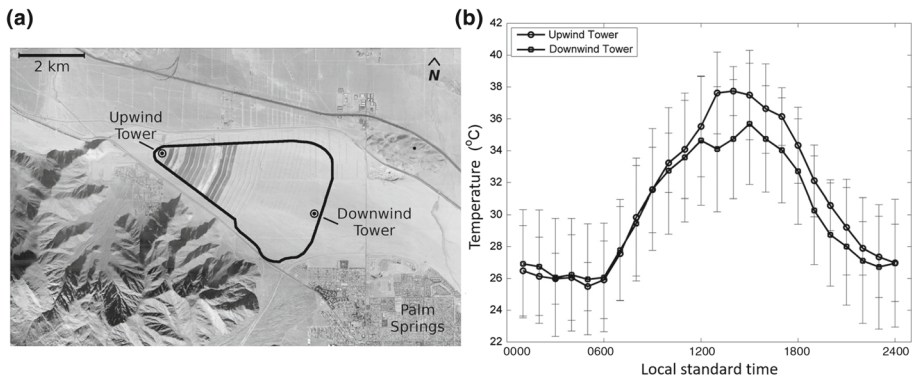 (a)
2 km
N
Upwind
Tower
Downwind
Tower
Palm
Springs
(b)
Upwind Tower
Downwind Tower
Temperature (°C)
42
40
38
36
34
32
30
28
26
24
22
0000 0600 1200 1800 2400
Local standard time